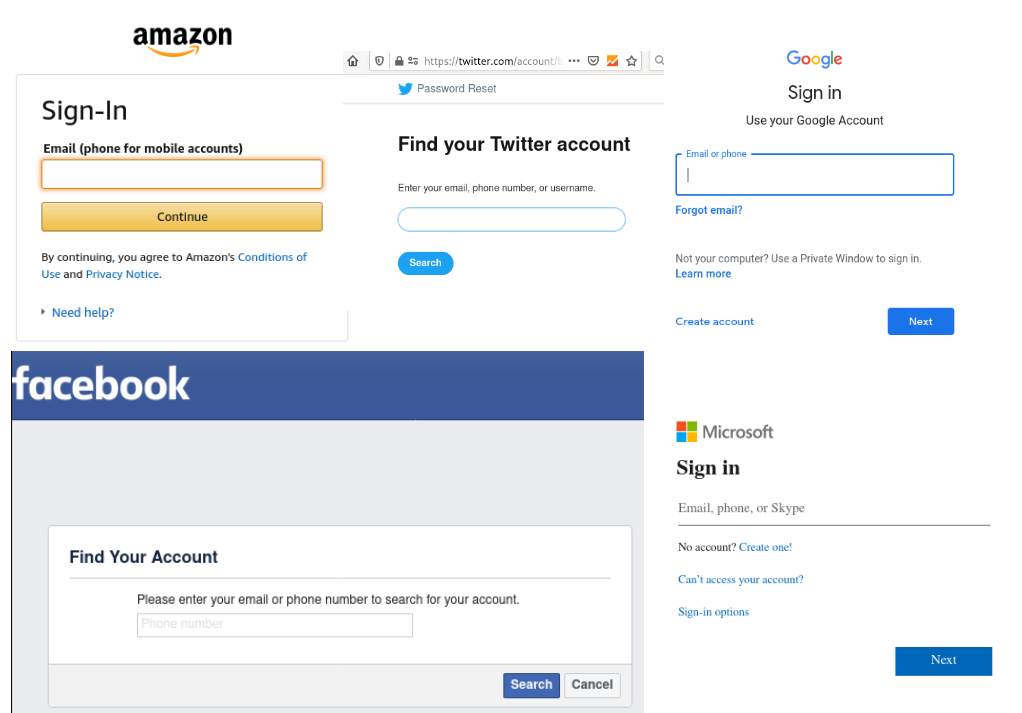 amazon
Sign-In
Email (phone for mobile accounts)
Continue
By continuing, you agree to Amazon's Conditions of
Use and Privacy Notice.
Need help?
https://twitter.com/account/
Password Reset
Find your Twitter account
Enter your email, phone number, or username.
Search
Google
Sign in
Use your Google Account
Email or phone
Forgot email?
Not your computer? Use a Private Window to sign in.
Learn more
Create account
Next
facebook
Find Your Account
Please enter your email or phone number to search for your account.
Phone number
Search
Cancel
Microsoft
Sign in
Email, phone, or Skype
No account? Create one!
Can't access your account?
Sign-in options
Next